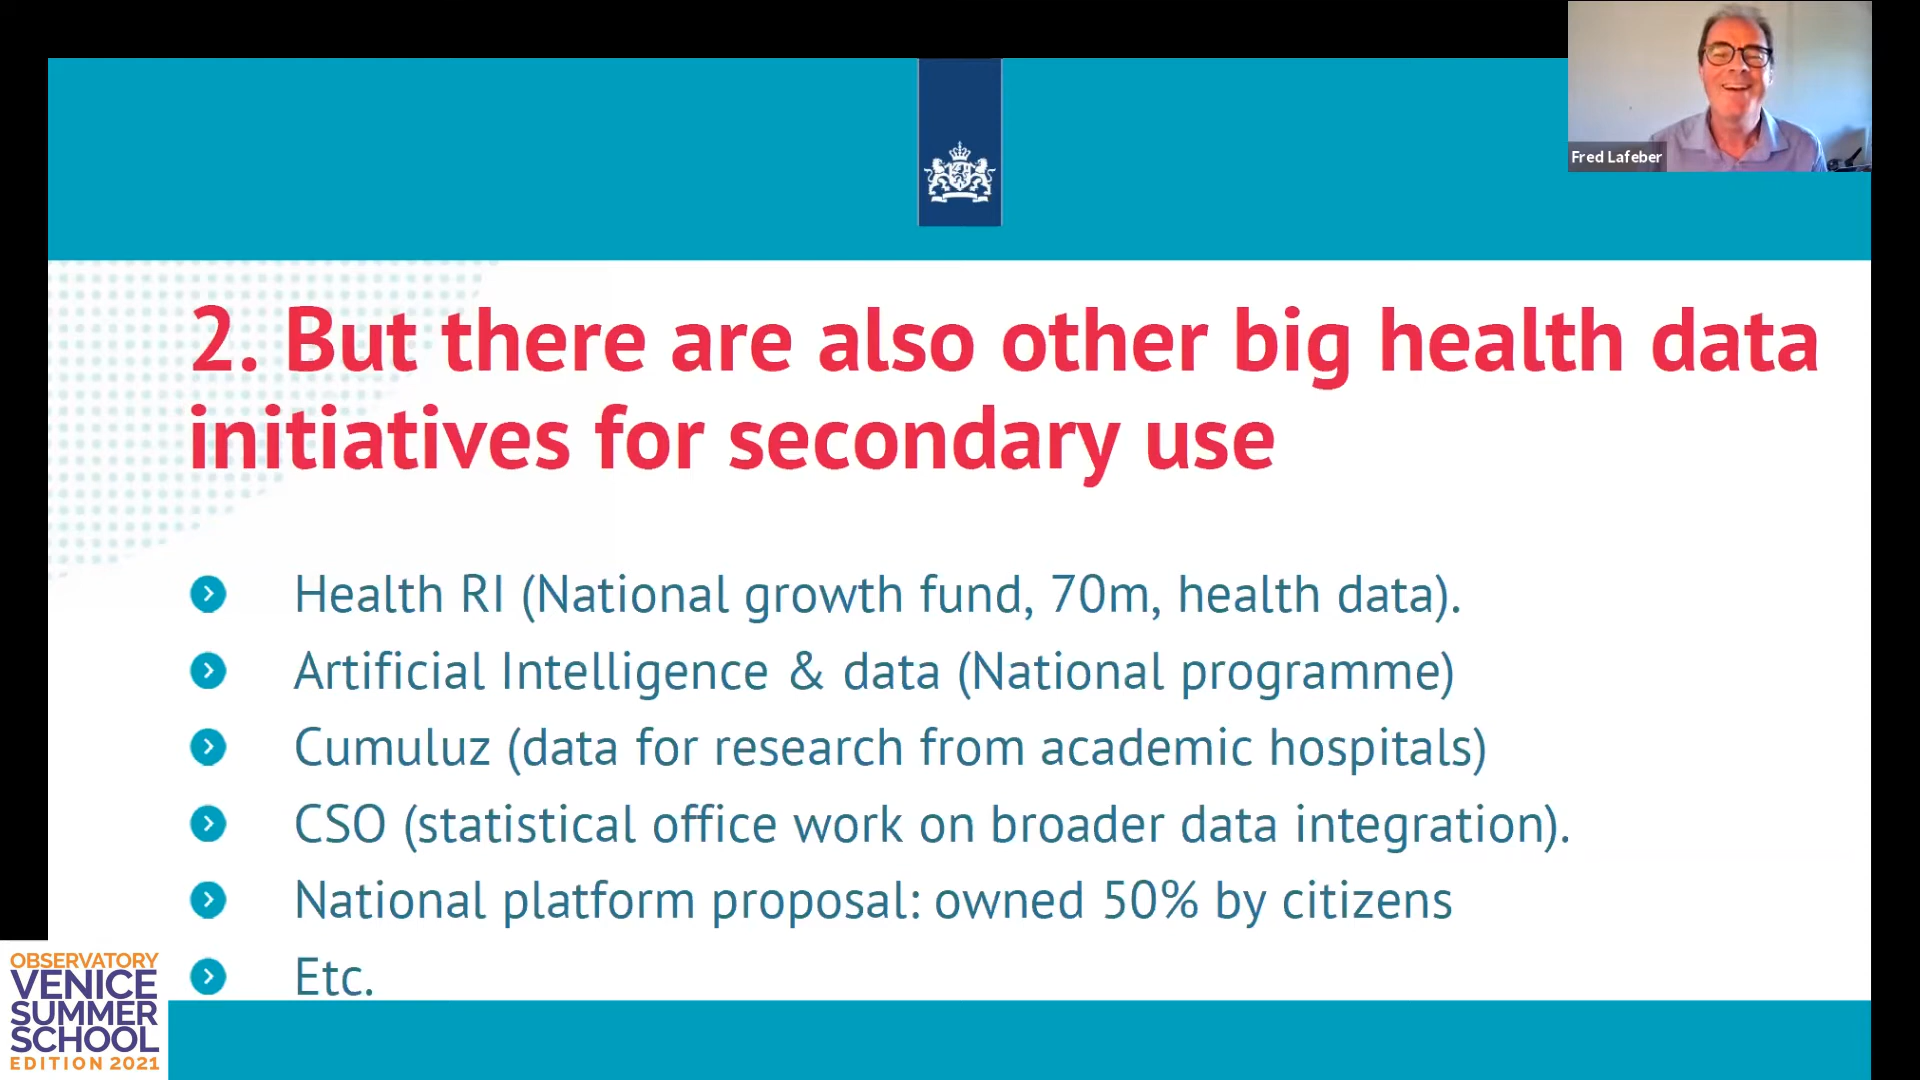 Fred Lafeber
2. But there are also other big health data
initiatives for secondary use
Health RI (National growth fund, 70m, health data).
Artificial Intelligence & data (National programme)
Cumuluz (data for research from academic hospitals)
CSO (statistical office work on broader data integration).
National platform proposal: owned 50% by citizens
Etc.
OBSERVATORY
VENICE
SUMMER
SCHOOL
EDITION 2021